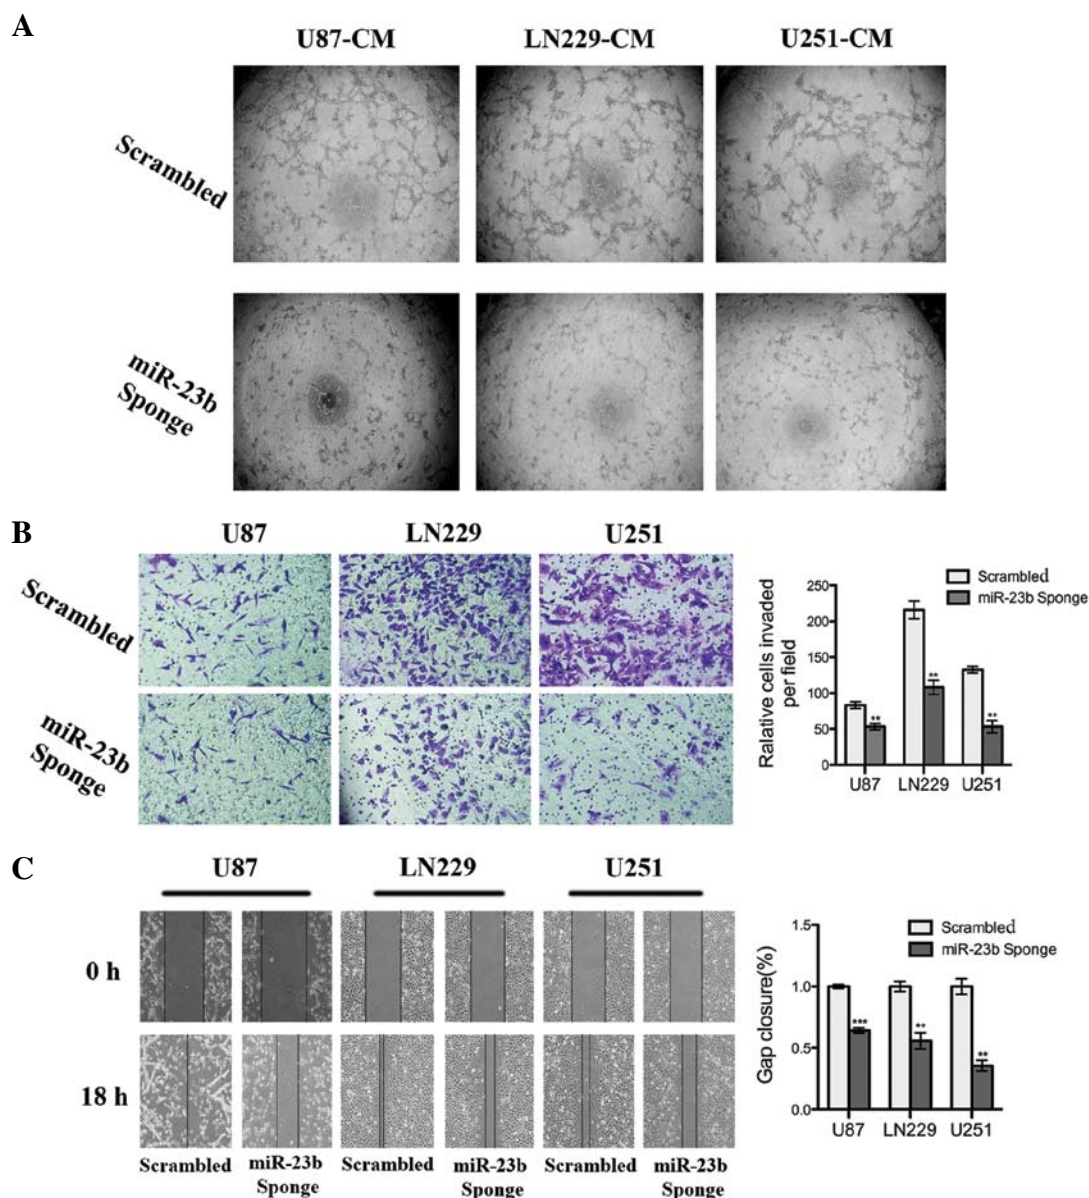 A
U87-CM LN229-CM U251-CM
Scrambled
miR-23b
Sponge
B
U87 LN229 U251
Scrambled
miR-23b
Sponge
Relative cells invaded
per field
250
200
150
100
50
0
Scrambled
miR-23b Sponge
** ** **
U87 LN229 U251
C
U87 LN229 U251
0 h
18 h
Scrambled miR-23b Sponge Scrambled miR-23b Sponge Scrambled miR-23b Sponge
Gap closure(%)
1.5
1.0
0.5
0.0
Scrambled
miR-23b Sponge
*** ** **
U87 LN229 U251